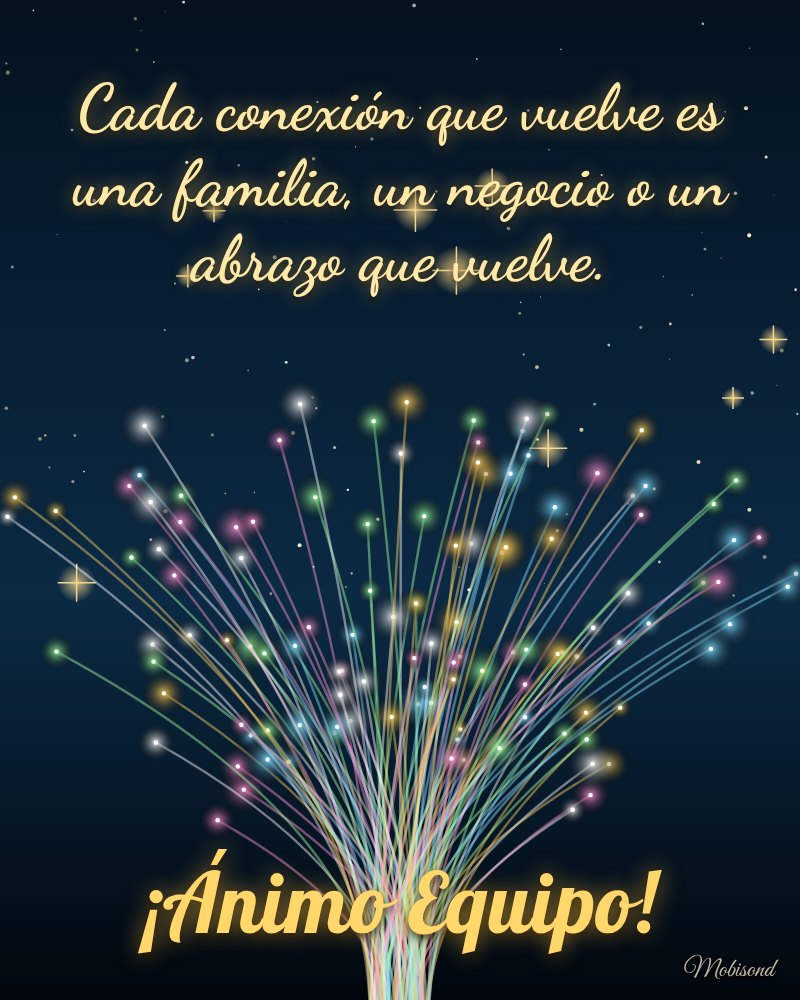 Cada conexión que vuelve es
una familia, un negocio o un
abrazo que vuelve.
¡Ánimo Equipo!
Mobisond